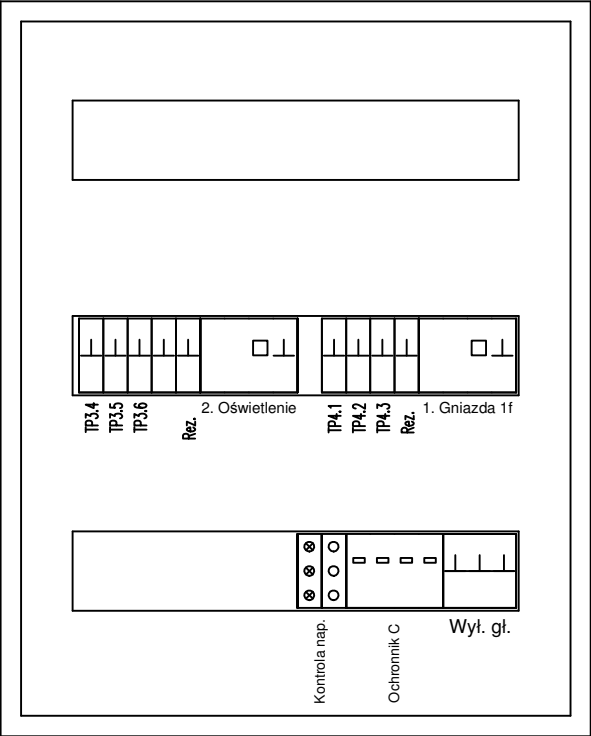 TP3.4
TP3.5
TP3.6
Rez.
2. Oświetlenie
TP4.1
TP4.2
TP4.3
Rez.
1. Gniazda 1f
Kontrola nap.
Ochronnik C
Wył. gł.